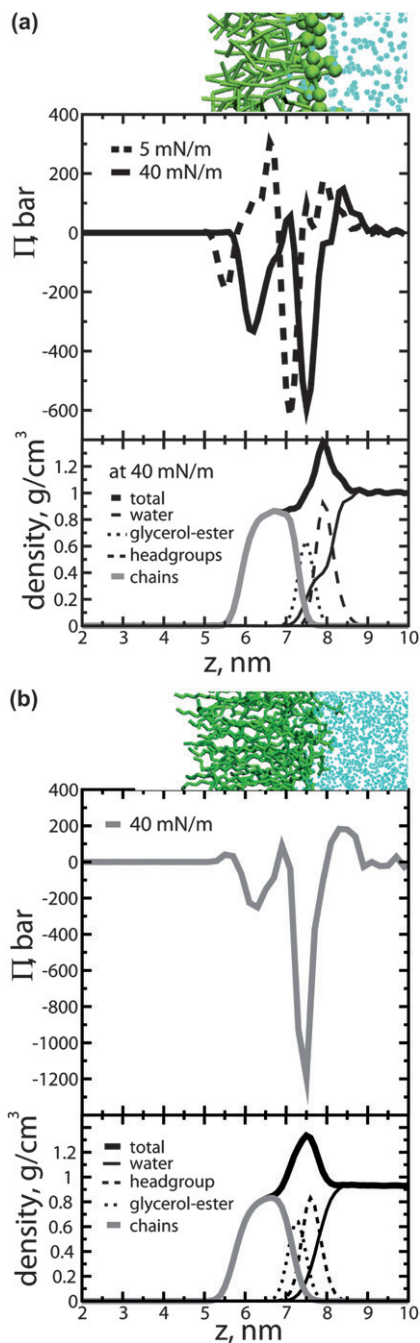 (a)
400
5 mN/m
40 mN/m
200
0
-200
-400
-600
Π, bar
at 40 mN/m
total
water
glycerol-ester
headgroups
chains
1.2
1
0.8
0.6
0.4
0.2
0
density, g/cm³
2 3 4 5 6 7 8 9 10
z, nm
(b)
400
40 mN/m
200
0
-200
-400
-600
-800
-1000
-1200
Π, bar
total
water
headgroup
glycerol-ester
chains
1.2
1
0.8
0.6
0.4
0.2
0
density, g/cm³
2 3 4 5 6 7 8 9 10
z, nm